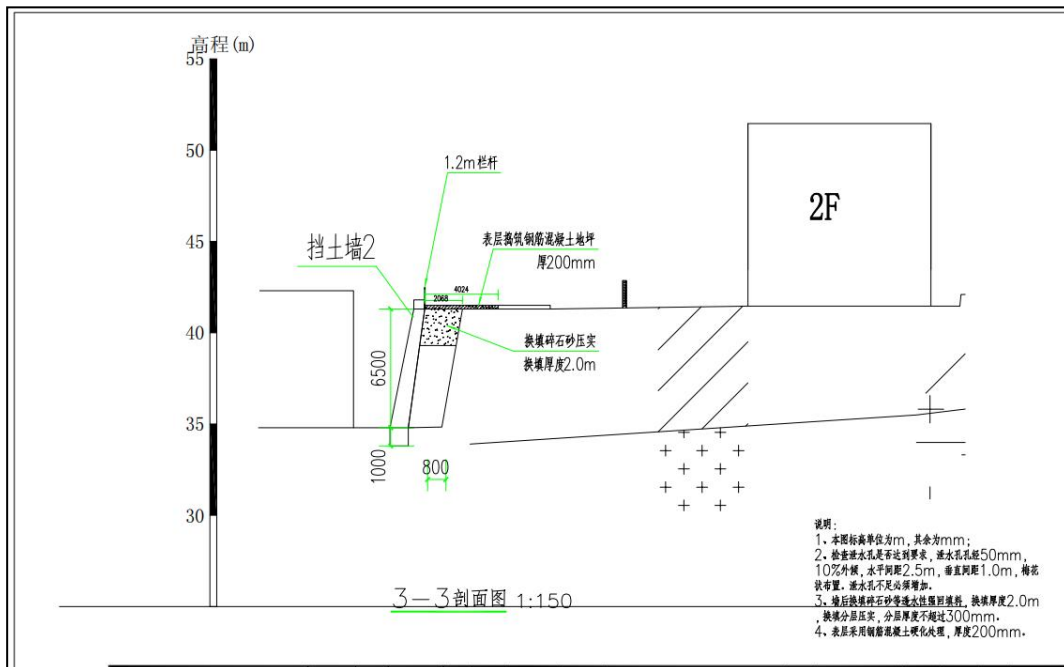 高程(m)
55
50
45
40
35
30
1.2m栏杆
挡土墙2
表层捣筑钢筋混凝土地坪
厚200mm
4024
2068
2F
换填碎石砂压实
换填厚度2.0m
6500
1000
800
3-3剖面图 1:150
说明:
1、本图标高单位为m, 其余为mm;
2、检查泄水孔是否达到要求, 泄水孔孔径50mm,
10%外倾, 水平间距2.5m, 垂直间距1.0m, 梅花
状布置。泄水孔不足必须增加。
3、墙后换填碎石砂等透水性强回填料, 换填厚度2.0m
, 换填分层压实, 分层厚度不超过300mm。
4、表层采用钢筋混凝土硬化处理, 厚度200mm。